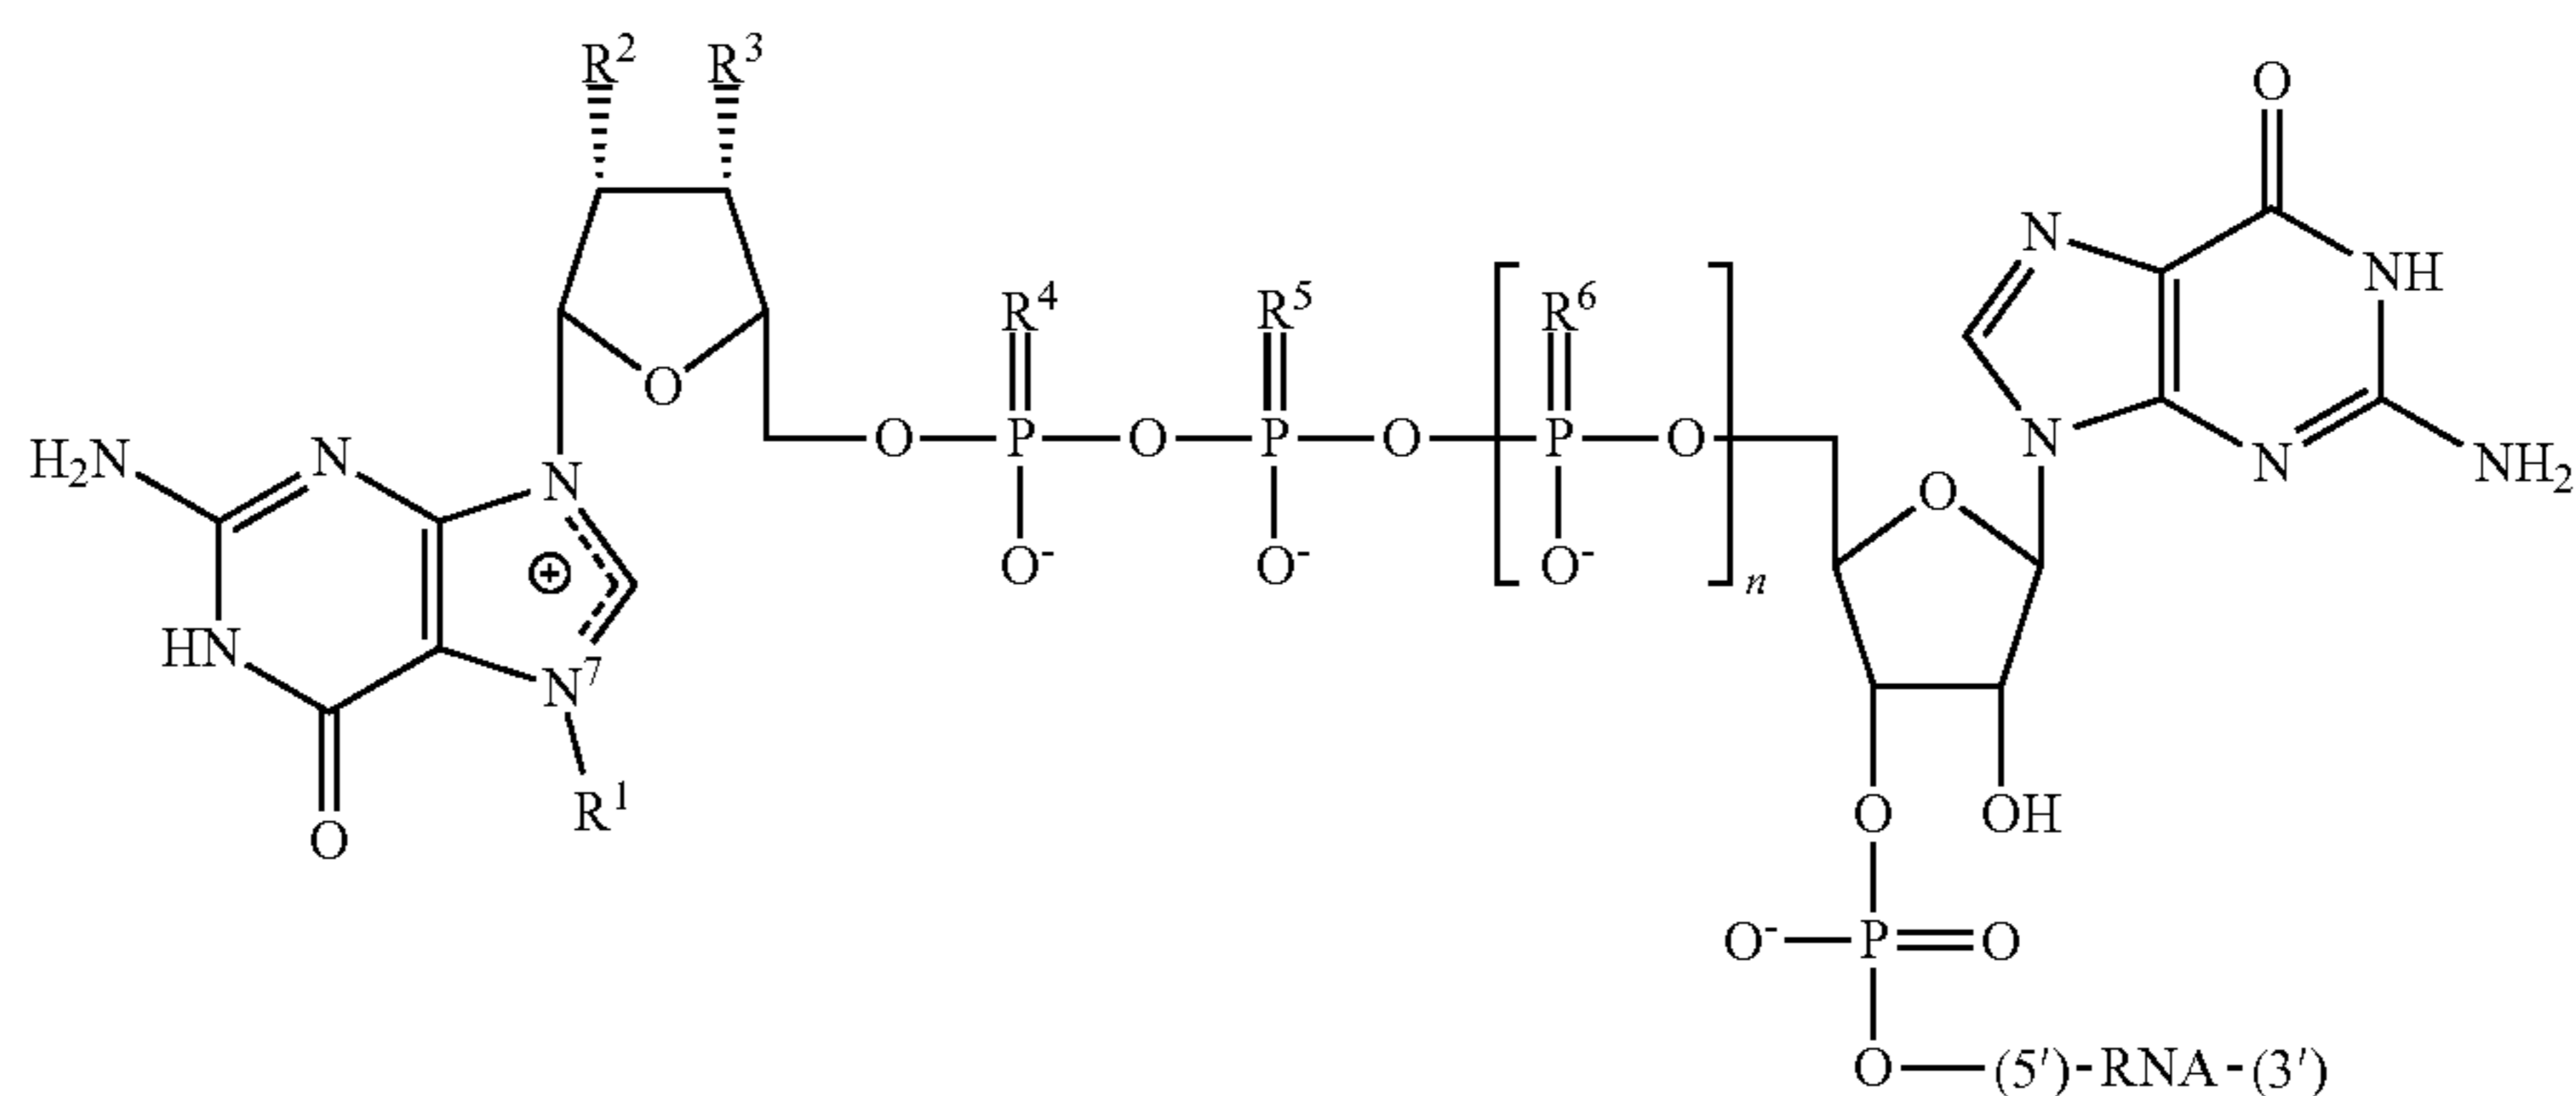 R² R³
O
R⁴ R⁵ R⁶ N NH
O
H₂N N N O P O P O P O N N NH₂
O
⊕ O⁻ O⁻ O⁻ n
HN N⁷
R¹ O OH
O
O⁻ P O
O (5′)-RNA-(3′)